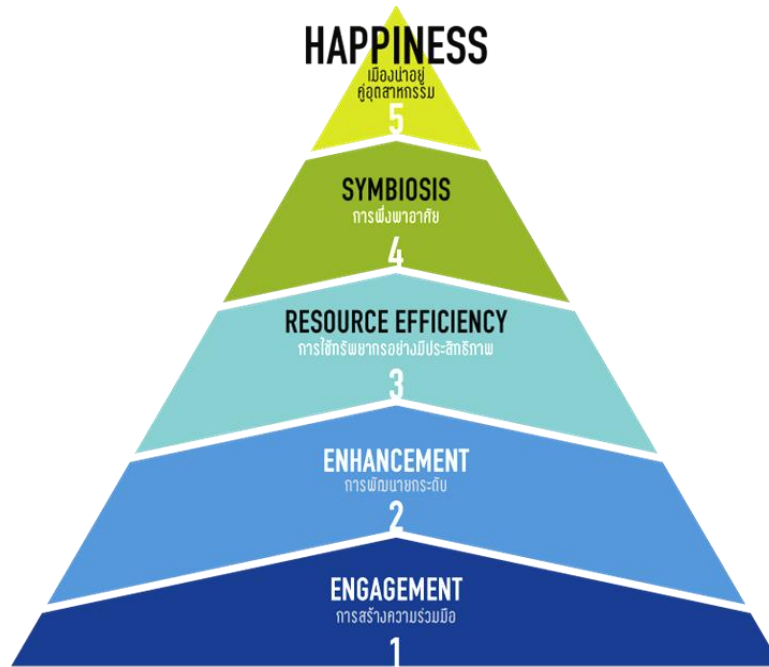 HAPPINESS
เมืองน่าอยู่
คู่อุตสาหกรรม
5
SYMBIOSIS
การพึ่งพาอาศัย
4
RESOURCE EFFICIENCY
การใช้ทรัพยากรอย่างมีประสิทธิภาพ
3
ENHANCEMENT
การพัฒนายกระดับ
2
ENGAGEMENT
การสร้างความร่วมมือ
1